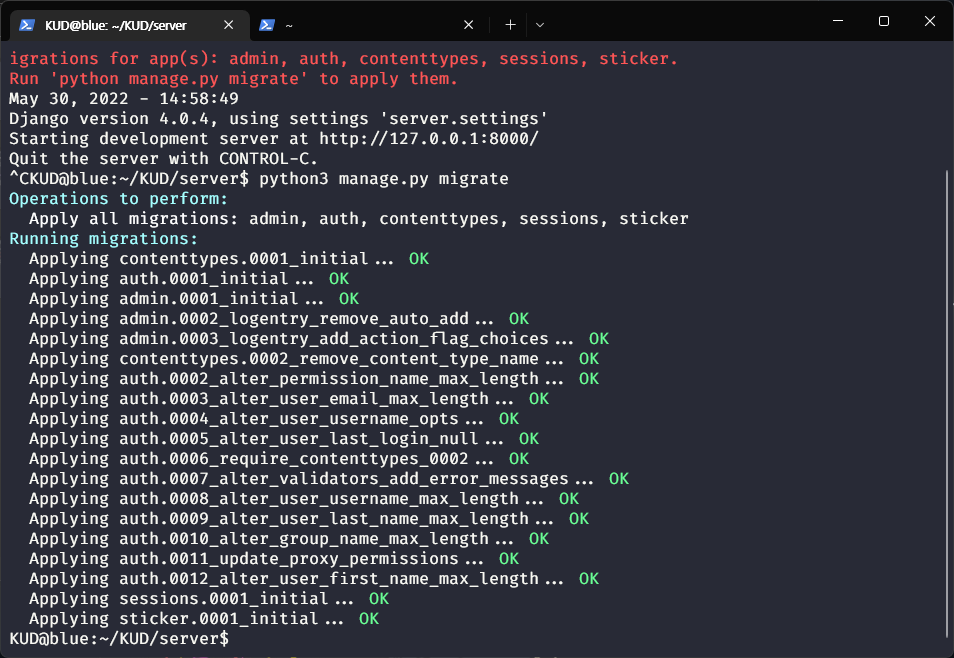 KUD@blue: ~/KUD/server
~
igrations for app(s): admin, auth, contenttypes, sessions, sticker.
Run 'python manage.py migrate' to apply them.
May 30, 2022 - 14:58:49
Django version 4.0.4, using settings 'server.settings'
Starting development server at http://127.0.0.1:8000/
Quit the server with CONTROL-C.
^CKUD@blue:~/KUD/server$ python3 manage.py migrate
Operations to perform:
  Apply all migrations: admin, auth, contenttypes, sessions, sticker
Running migrations:
  Applying contenttypes.0001_initial... OK
  Applying auth.0001_initial... OK
  Applying admin.0001_initial... OK
  Applying admin.0002_logentry_remove_auto_add... OK
  Applying admin.0003_logentry_add_action_flag_choices... OK
  Applying contenttypes.0002_remove_content_type_name... OK
  Applying auth.0002_alter_permission_name_max_length... OK
  Applying auth.0003_alter_user_email_max_length... OK
  Applying auth.0004_alter_user_username_opts... OK
  Applying auth.0005_alter_user_last_login_null... OK
  Applying auth.0006_require_contenttypes_0002... OK
  Applying auth.0007_alter_validators_add_error_messages... OK
  Applying auth.0008_alter_user_username_max_length... OK
  Applying auth.0009_alter_user_last_name_max_length... OK
  Applying auth.0010_alter_group_name_max_length... OK
  Applying auth.0011_update_proxy_permissions... OK
  Applying auth.0012_alter_user_first_name_max_length... OK
  Applying sessions.0001_initial... OK
  Applying sticker.0001_initial... OK
KUD@blue:~/KUD/server$